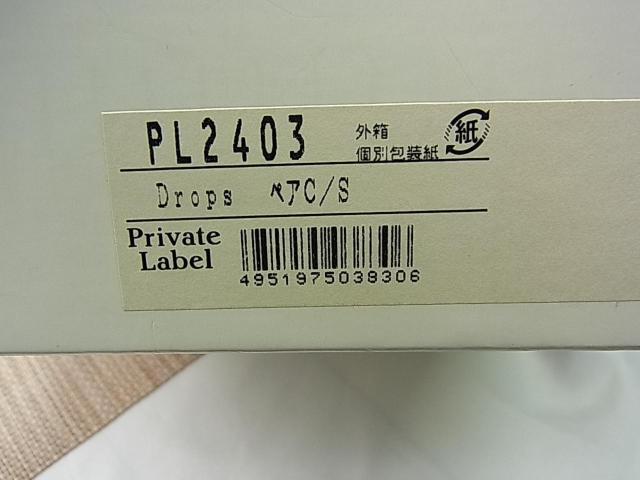 PL2403
外箱
個別包装紙
紙
Drops ペアC/S
Private
Label
4951975038306